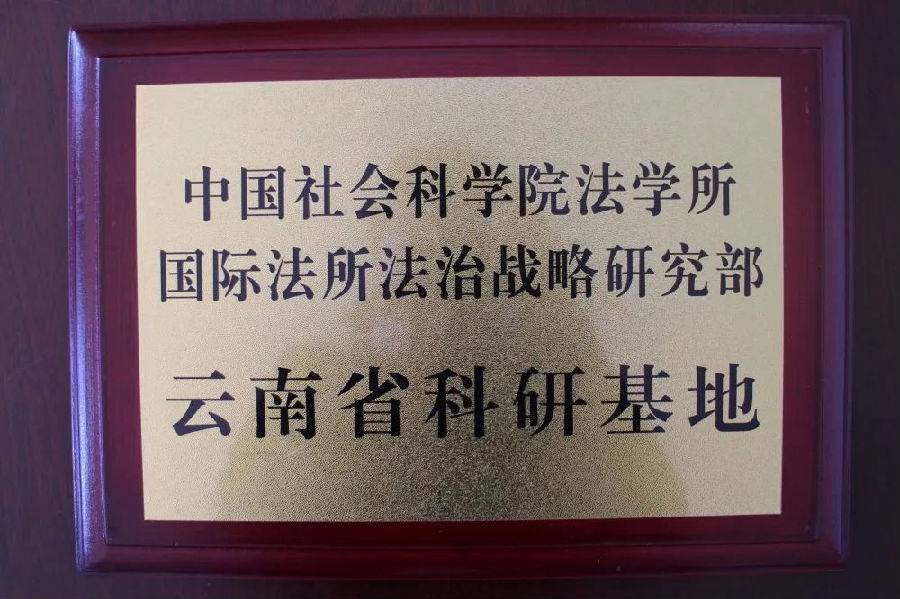 中国社会科学院法学所
国际法所法治战略研究部
云南省科研基地